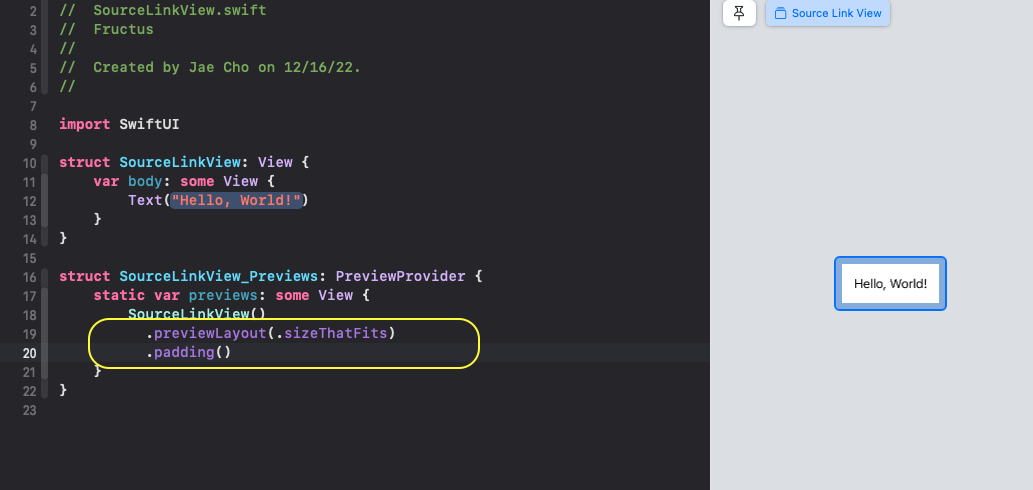 2 //  SourceLinkView.swift
3 //  Fructus
4 //
5 //  Created by Jae Cho on 12/16/22.
6 //
7
8 import SwiftUI
9
10 struct SourceLinkView: View {
11     var body: some View {
12         Text("Hello, World!")
13     }
14 }
15
16 struct SourceLinkView_Previews: PreviewProvider {
17     static var previews: some View {
18         SourceLinkView()
19           .previewLayout(.sizeThatFits)
20           .padding()
21     }
22 }
23
Source Link View
Hello, World!